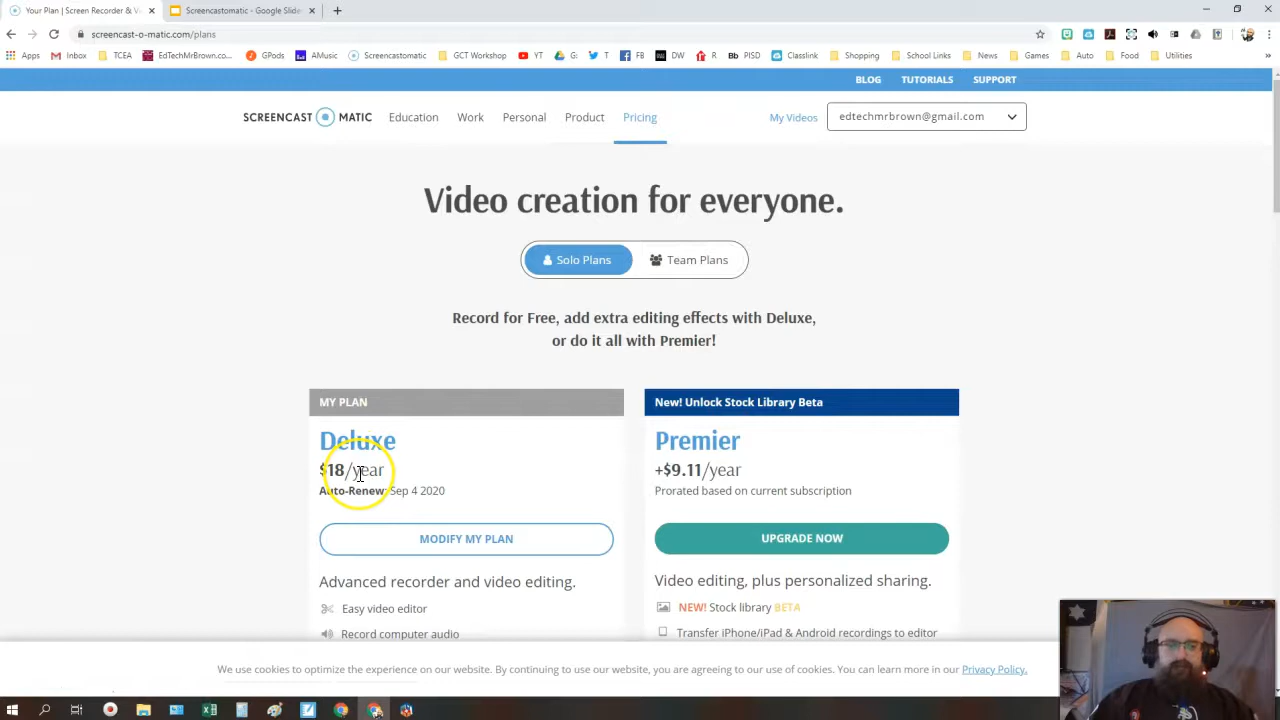 Your Plan | Screen Recorder & V
Screencastomatic - Google Slide
screencast-o-matic.com/plans
Apps
Inbox
TCEA
EdTechMrBrown.co...
GPods
AMusic
Screencastomatic
GCT Workshop
YT
G:
T
FB
DW
R
Bb PISD
Classlink
Shopping
School Links
News
Games
Auto
Food
Utilities
BLOG TUTORIALS SUPPORT
SCREENCAST O MATIC
Education Work Personal Product Pricing
My Videos
edtechmrbrown@gmail.com
Video creation for everyone.
Solo Plans
Team Plans
Record for Free, add extra editing effects with Deluxe,
or do it all with Premier!
MY PLAN
Deluxe
$18/year
Auto-Renew: Sep 4 2020
MODIFY MY PLAN
Advanced recorder and video editing.
Easy video editor
Record computer audio
New! Unlock Stock Library Beta
Premier
+$9.11/year
Prorated based on current subscription
UPGRADE NOW
Video editing, plus personalized sharing.
NEW! Stock library BETA
Transfer iPhone/iPad & Android recordings to editor
We use cookies to optimize the experience on our website. By continuing to use our website, you are agreeing to our use of cookies. You can learn more in our Privacy Policy.